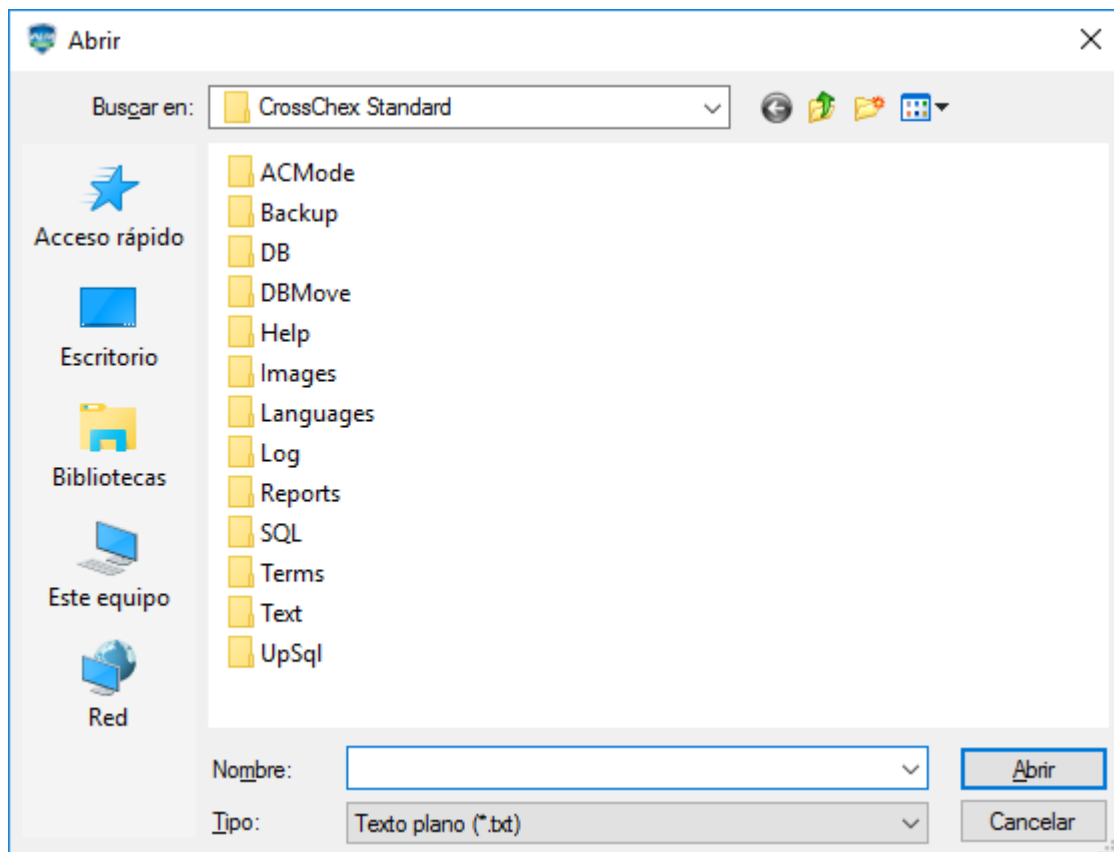 Abrir
Buscar en: CrossChex Standard
Acceso rápido
Escritorio
Bibliotecas
Este equipo
Red
ACMode
Backup
DB
DBMove
Help
Images
Languages
Log
Reports
SQL
Terms
Text
UpSql
Nombre:
Abrir
Tipo: Texto plano (*.txt)
Cancelar